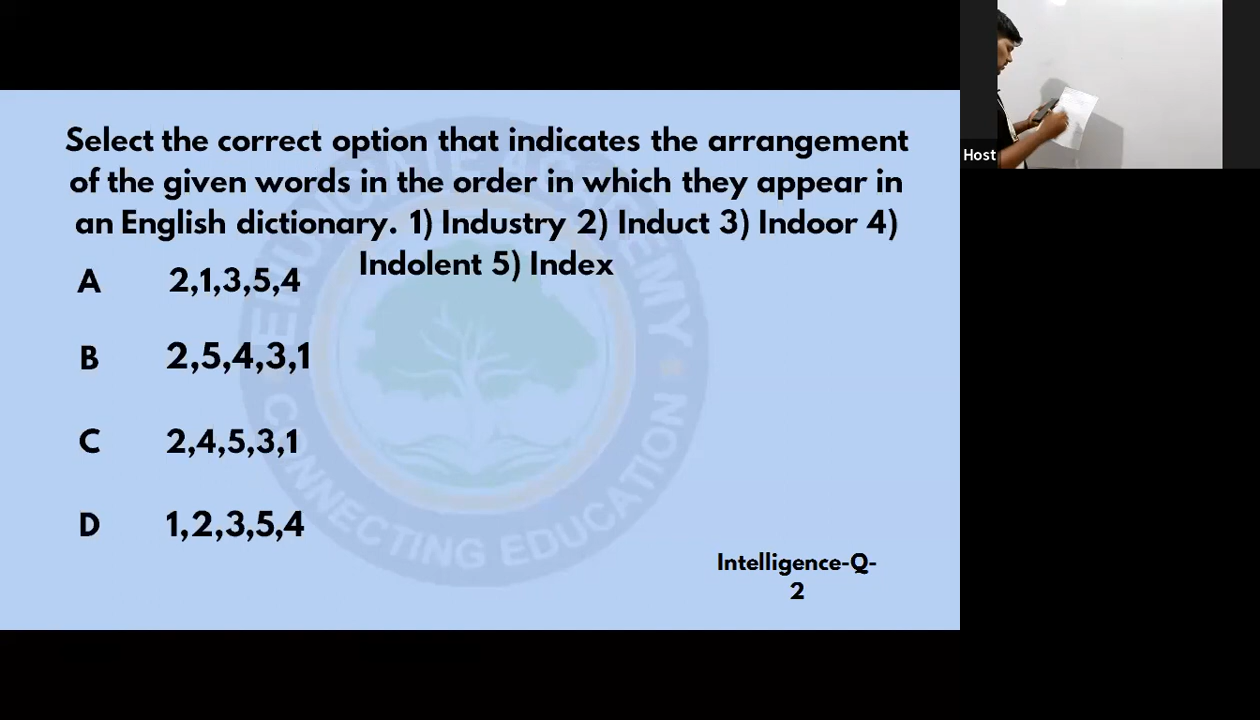 Select the correct option that indicates the arrangement
of the given words in the order in which they appear in
an English dictionary. 1) Industry 2) Induct 3) Indoor 4)
Indolent 5) Index
A 2,1,3,5,4
B 2,5,4,3,1
C 2,4,5,3,1
D 1,2,3,5,4
Intelligence-Q-
2
CONNECTING EDUCATION
Host